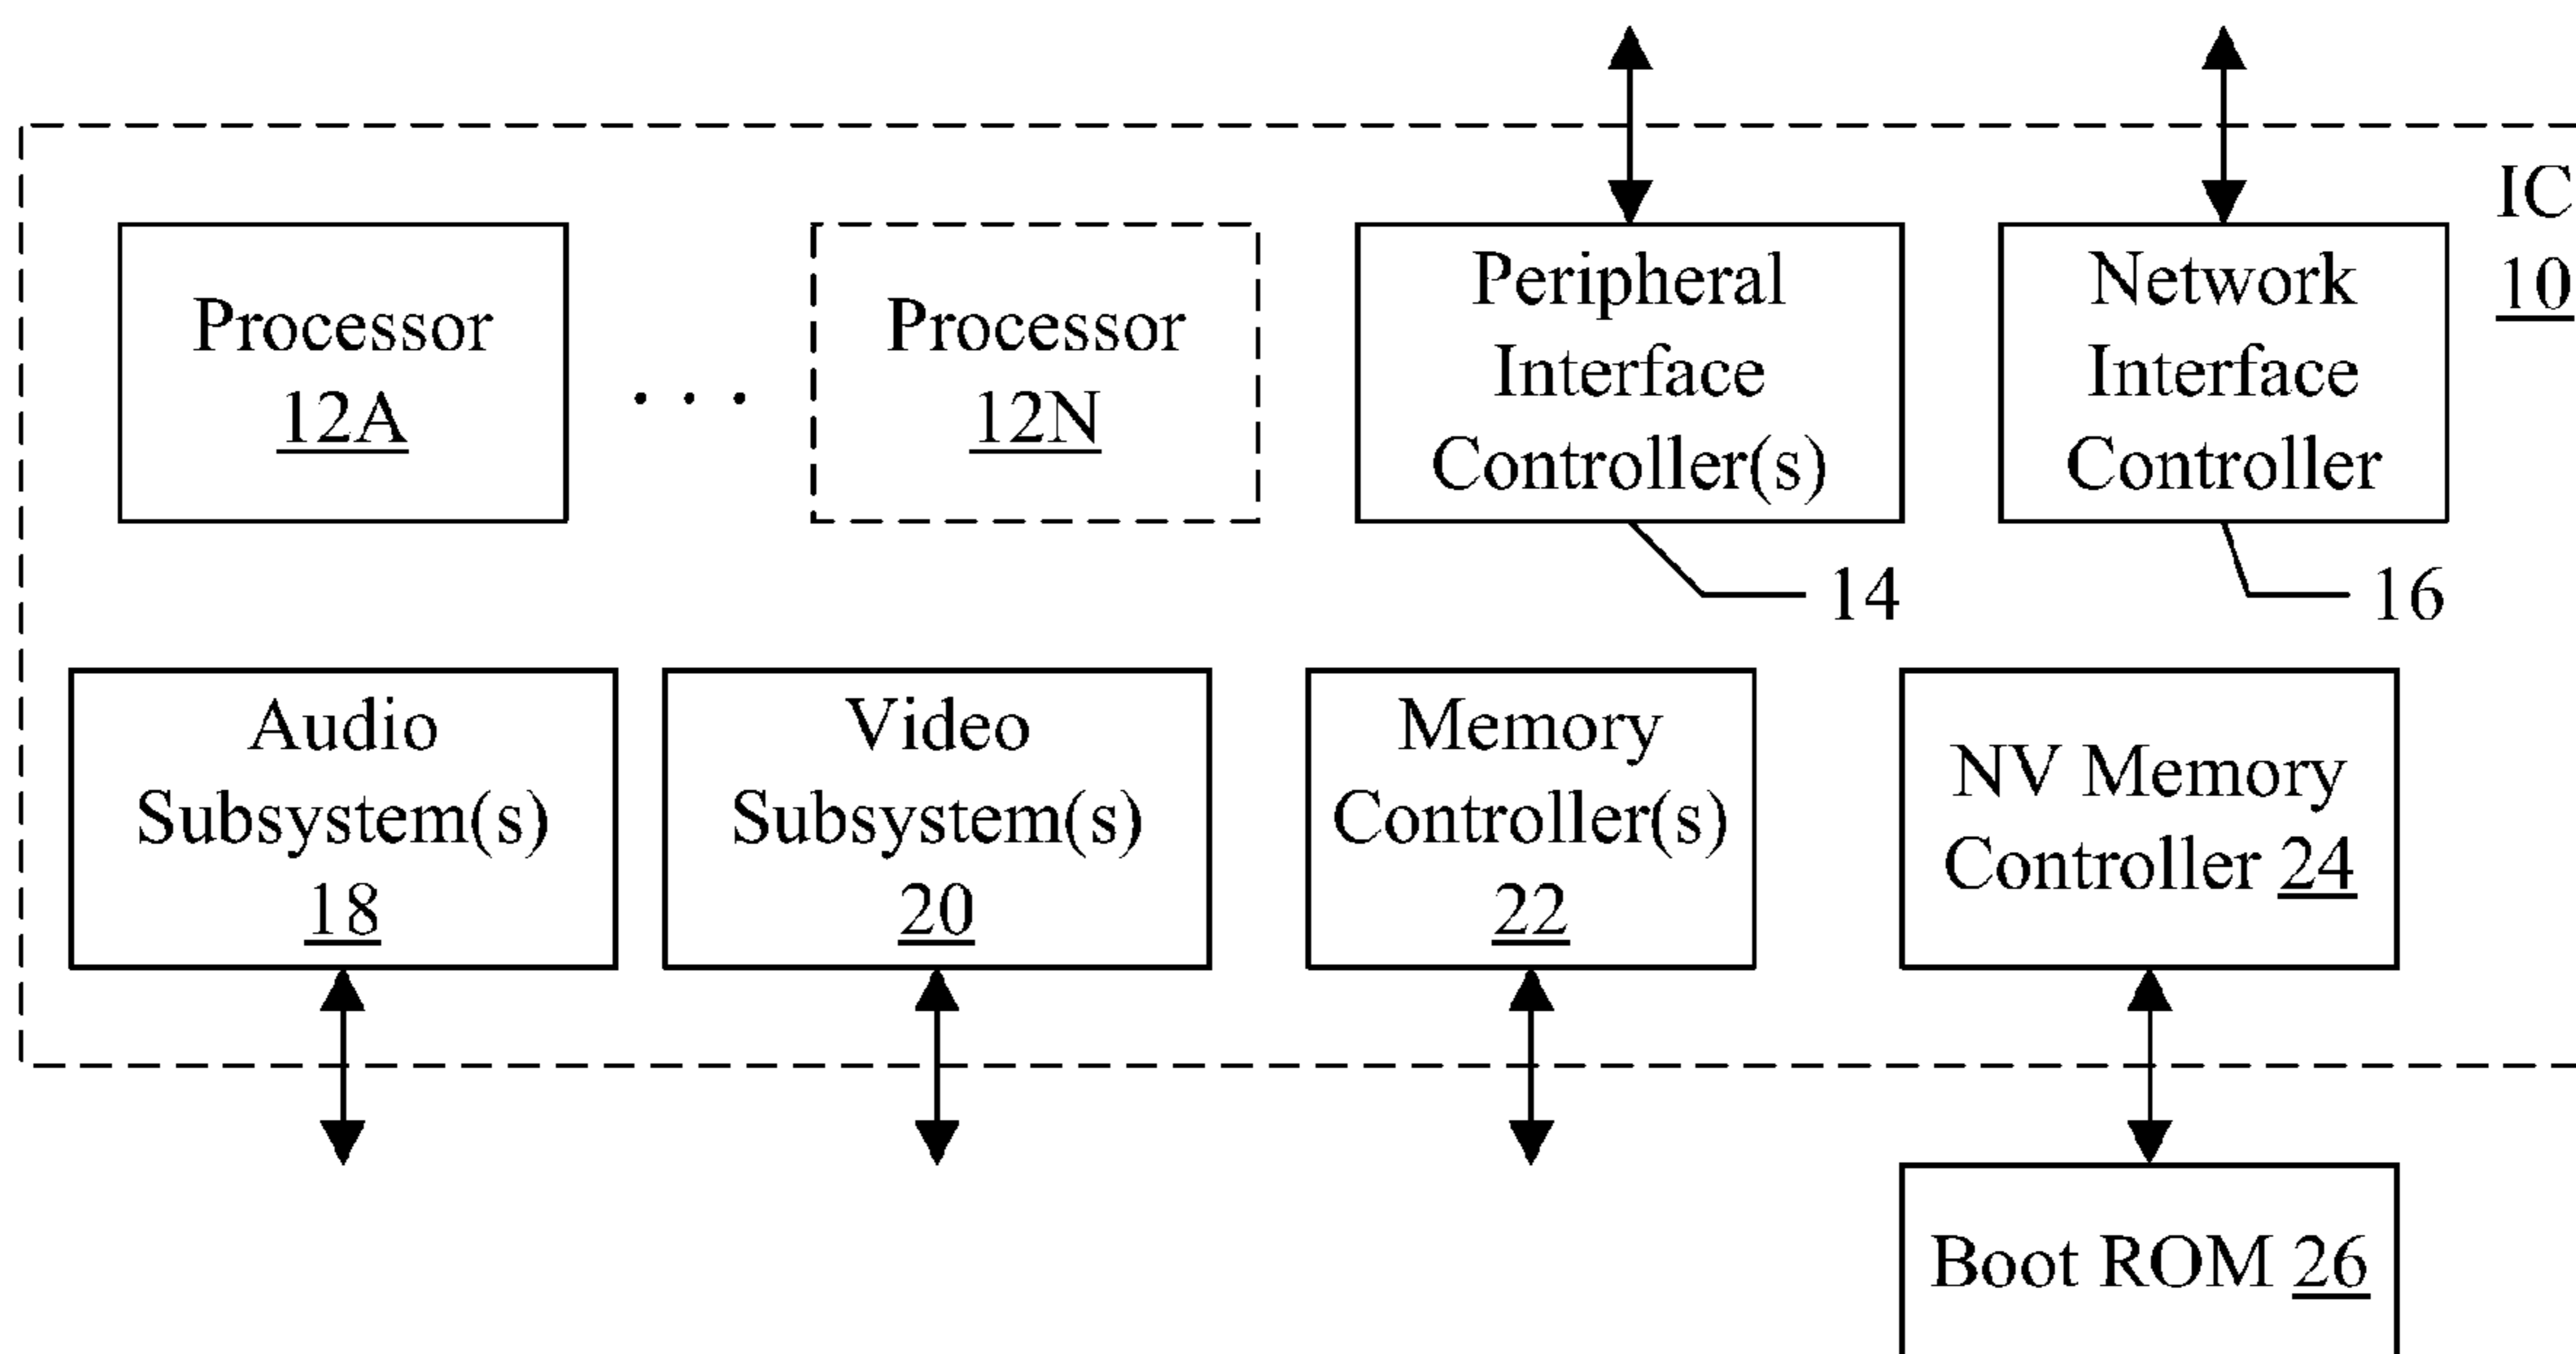 IC
10
Processor
12A
. . .
Processor
12N
Peripheral
Interface
Controller(s)
Network
Interface
Controller
14
16
Audio
Subsystem(s)
18
Video
Subsystem(s)
20
Memory
Controller(s)
22
NV Memory
Controller 24
Boot ROM 26